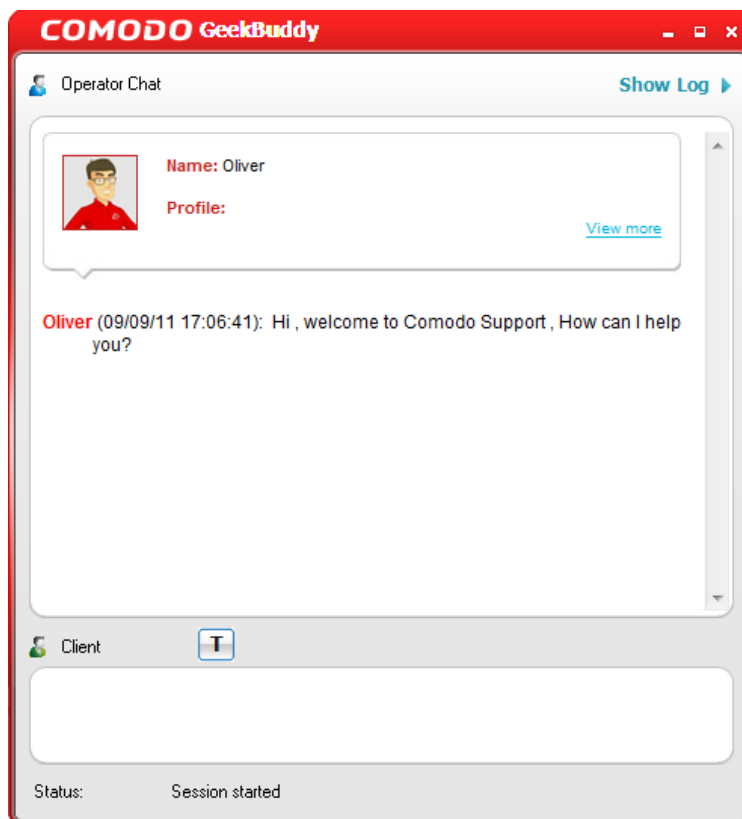 COMODO GeekBuddy
Operator Chat
Show Log
Name: Oliver
Profile:
View more
Oliver (09/09/11 17:06:41): Hi , welcome to Comodo Support , How can I help
you?
Client
T
Status: Session started